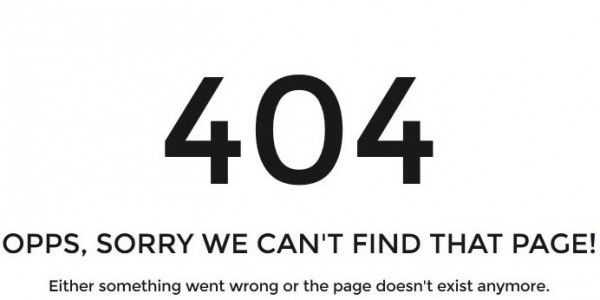 404
OPPS, SORRY WE CAN'T FIND THAT PAGE!
Either something went wrong or the page doesn't exist anymore.